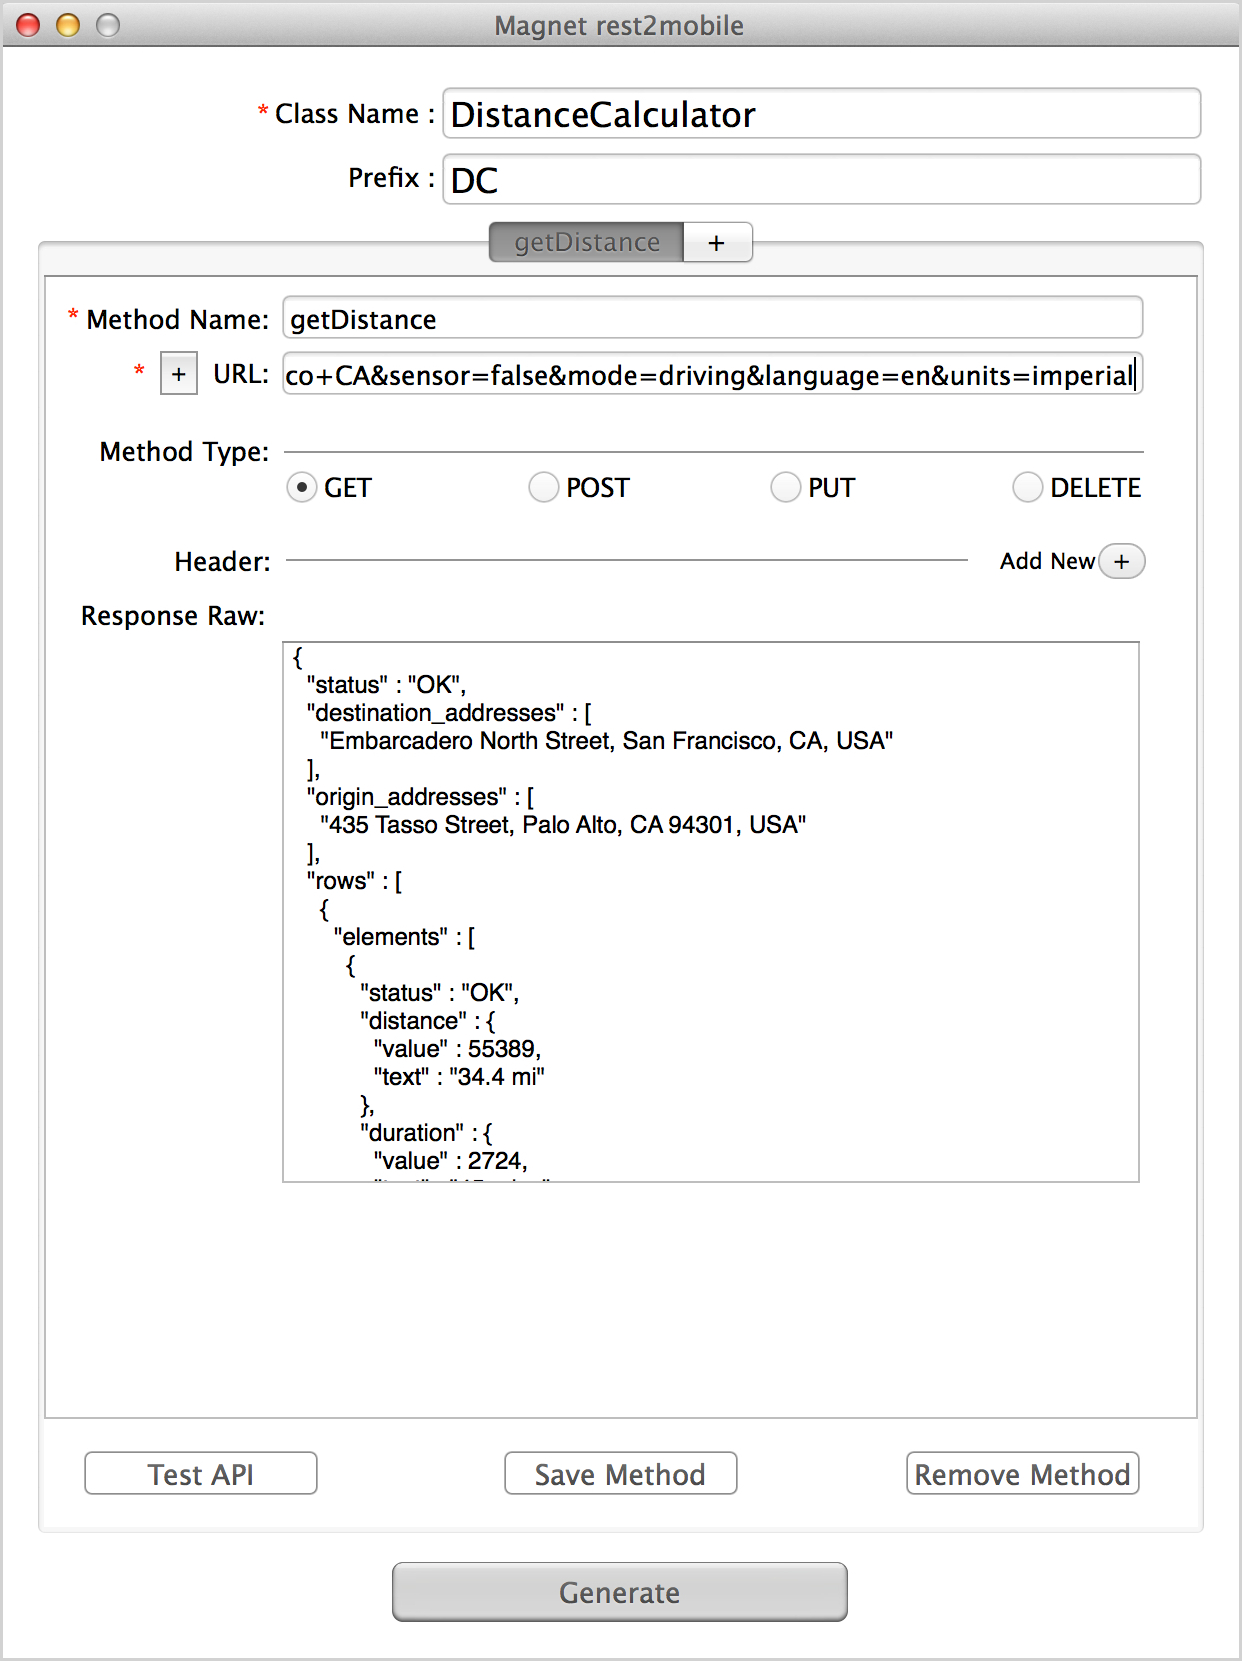 Magnet rest2mobile
* Class Name : DistanceCalculator
Prefix : DC
getDistance +
* Method Name: getDistance
* + URL: co+CA&sensor=false&mode=driving&language=en&units=imperial
Method Type:
GET POST PUT DELETE
Header: Add New +
Response Raw:
{
"status" : "OK",
"destination_addresses" : [
"Embarcadero North Street, San Francisco, CA, USA"
],
"origin_addresses" : [
"435 Tasso Street, Palo Alto, CA 94301, USA"
],
"rows" : [
{
"elements" : [
{
"status" : "OK",
"distance" : {
"value" : 55389,
"text" : "34.4 mi"
},
"duration" : {
"value" : 2724,
Test API Save Method Remove Method
Generate